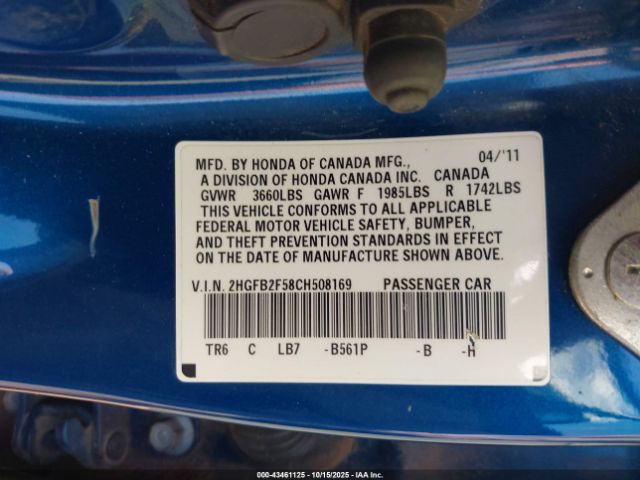 MFD. BY HONDA OF CANADA MFG., 04/'11
A DIVISION OF HONDA CANADA INC. CANADA
GVWR 3660LBS GAWR F 1985LBS R 1742LBS
THIS VEHICLE CONFORMS TO ALL APPLICABLE
FEDERAL MOTOR VEHICLE SAFETY, BUMPER,
AND THEFT PREVENTION STANDARDS IN EFFECT
ON THE DATE OF MANUFACTURE SHOWN ABOVE.
V.I.N. 2HGFB2F58CH508169 PASSENGER CAR
TR6 C LB7 -B561P -B -H
000-43461125 - 10/15/2025 - IAA Inc.